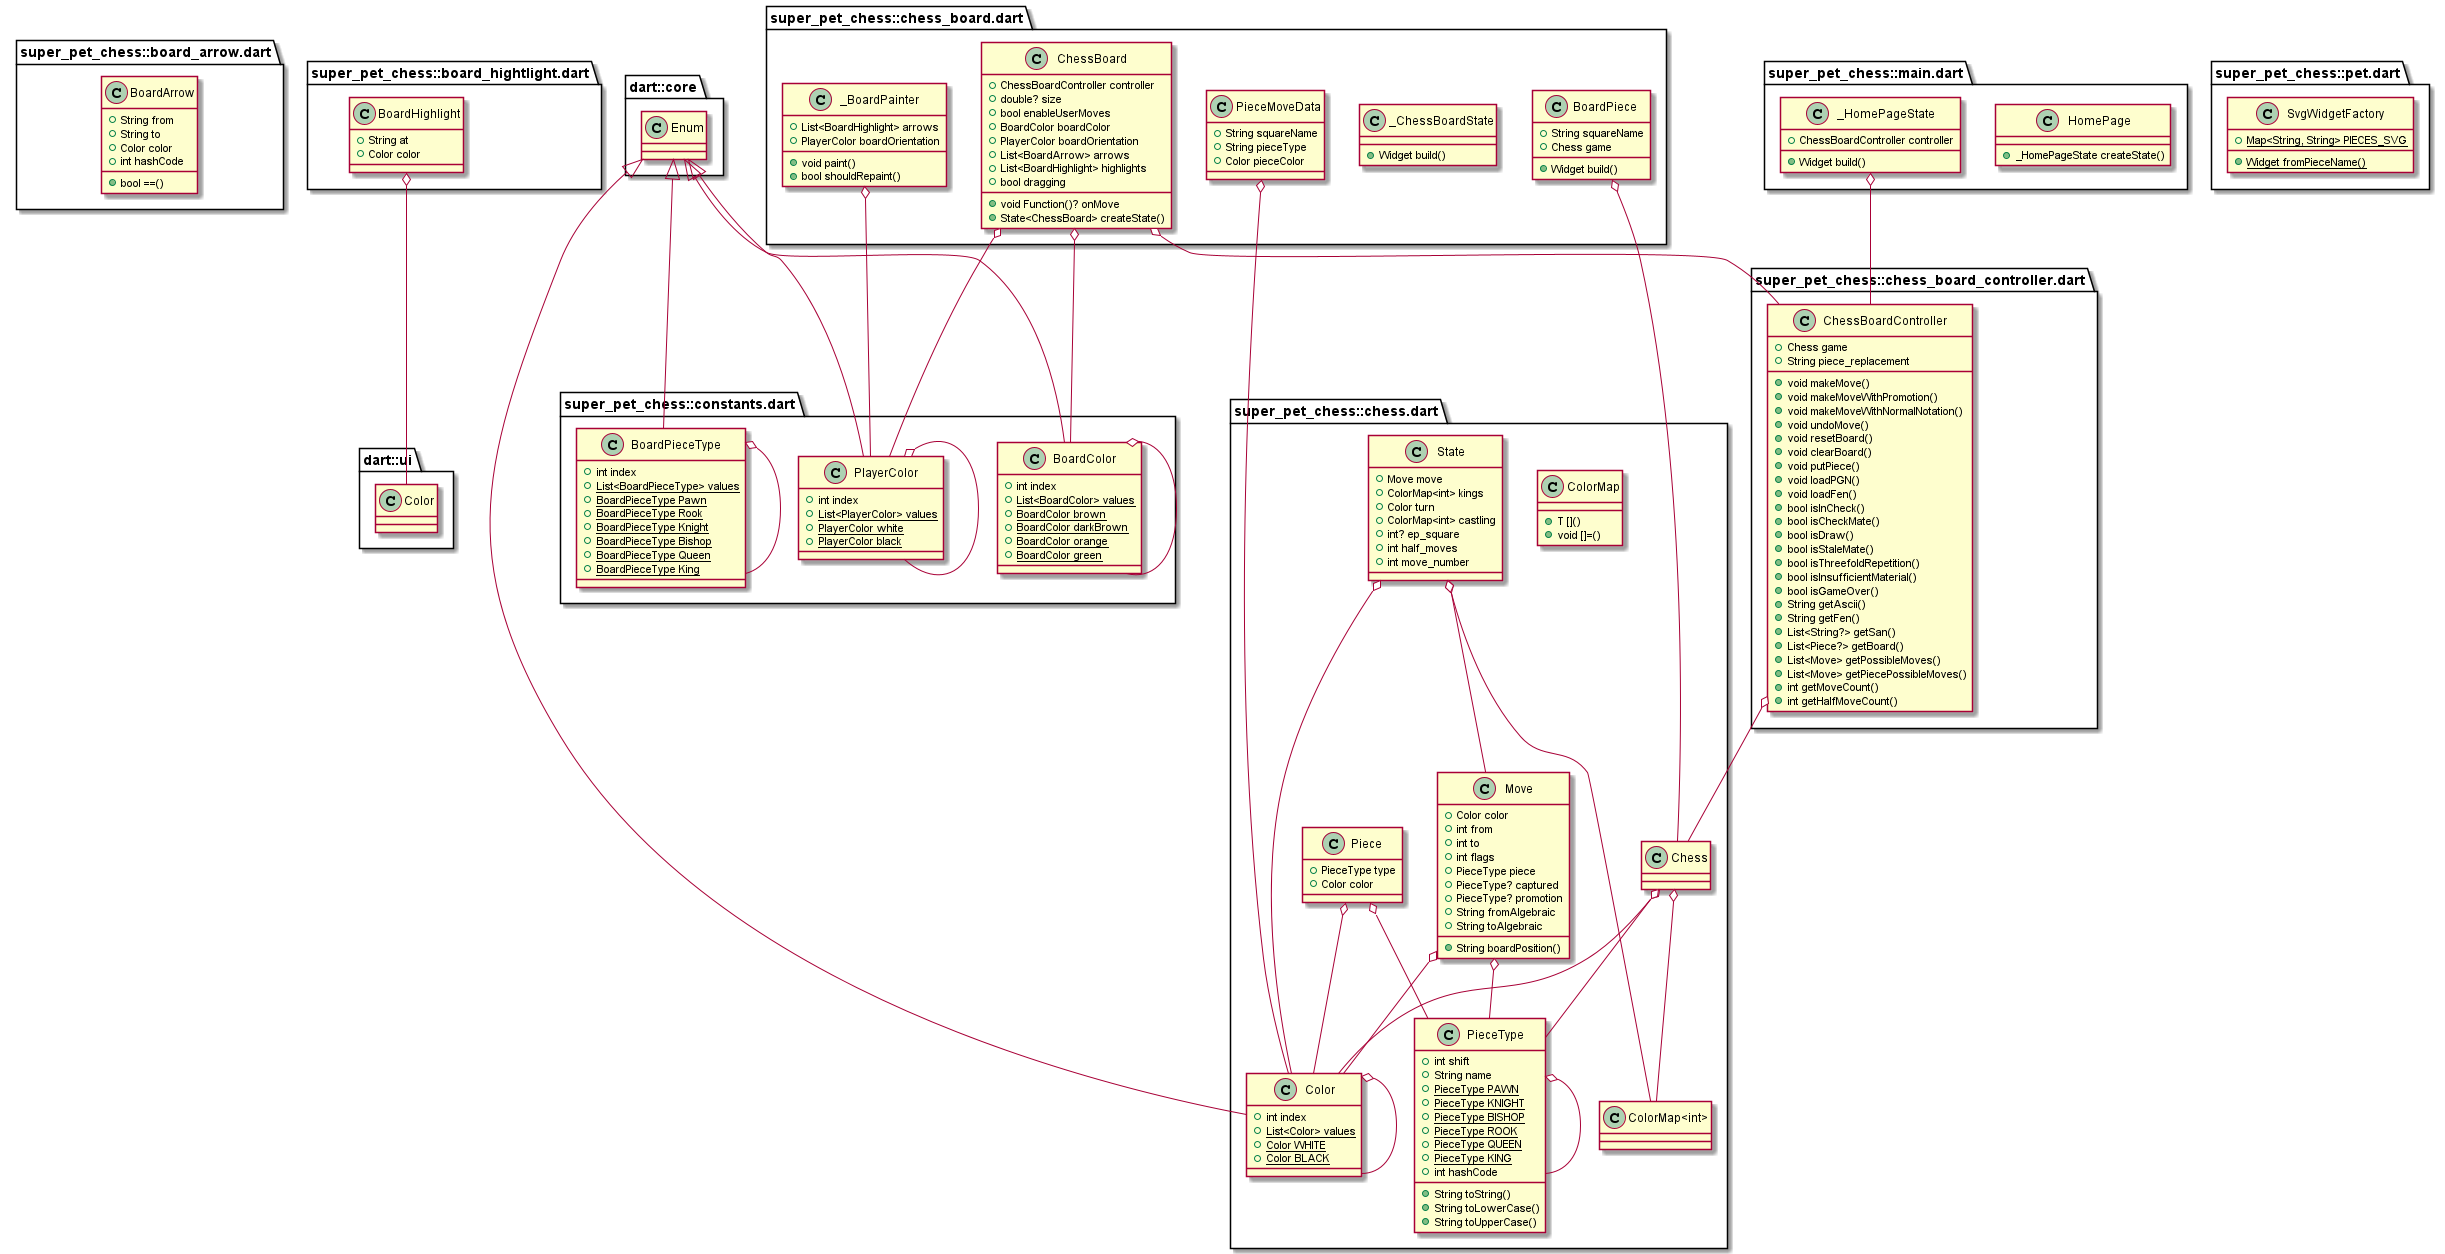 super_pet_chess::board_arrow.dart
C BoardArrow
String from
String to
Color color
int hashCode
bool ==()
super_pet_chess::board_hightlight.dart
C BoardHighlight
String at
Color color
dart::core
C Enum
super_pet_chess::chess_board.dart
C _BoardPainter
List<BoardHighlight> arrows
PlayerColor boardOrientation
void paint()
bool shouldRepaint()
C ChessBoard
ChessBoardController controller
double? size
bool enableUserMoves
BoardColor boardColor
PlayerColor boardOrientation
List<BoardArrow> arrows
List<BoardHighlight> highlights
bool dragging
void Function()? onMove
State<ChessBoard> createState()
C PieceMoveData
String squareName
String pieceType
Color pieceColor
C _ChessBoardState
Widget build()
C BoardPiece
String squareName
Chess game
Widget build()
super_pet_chess::main.dart
C _HomePageState
ChessBoardController controller
Widget build()
C HomePage
_HomePageState createState()
super_pet_chess::pet.dart
C SvgWidgetFactory
Map<String, String> PIECES_SVG
Widget fromPieceName()
super_pet_chess::chess_board_controller.dart
C ChessBoardController
Chess game
String piece_replacement
void makeMove()
void makeMoveWithPromotion()
void makeMoveWithNormalNotation()
void undoMove()
void resetBoard()
void clearBoard()
void putPiece()
void loadPGN()
void loadFen()
bool isInCheck()
bool isCheckMate()
bool isDraw()
bool isStaleMate()
bool isThreefoldRepetition()
bool isInsufficientMaterial()
bool isGameOver()
String getAscii()
String getFen()
List<String?> getSan()
List<Piece?> getBoard()
List<Move> getPossibleMoves()
List<Move> getPiecePossibleMoves()
int getMoveCount()
int getHalfMoveCount()
dart::ui
C Color
super_pet_chess::constants.dart
C BoardPieceType
int index
List<BoardPieceType> values
BoardPieceType Pawn
BoardPieceType Rook
BoardPieceType Knight
BoardPieceType Bishop
BoardPieceType Queen
BoardPieceType King
C PlayerColor
int index
List<PlayerColor> values
PlayerColor white
PlayerColor black
C BoardColor
int index
List<BoardColor> values
BoardColor brown
BoardColor darkBrown
BoardColor orange
BoardColor green
super_pet_chess::chess.dart
C State
Move move
ColorMap<int> kings
Color turn
ColorMap<int> castling
int? ep_square
int half_moves
int move_number
C ColorMap
T []()
void []=()
C Move
Color color
int from
int to
int flags
PieceType piece
PieceType? captured
PieceType? promotion
String fromAlgebraic
String toAlgebraic
String boardPosition()
C Piece
PieceType type
Color color
C Chess
C Color
int index
List<Color> values
Color WHITE
Color BLACK
C PieceType
int shift
String name
PieceType PAWN
PieceType KNIGHT
PieceType BISHOP
PieceType ROOK
PieceType QUEEN
PieceType KING
int hashCode
String toString()
String toLowerCase()
String toUpperCase()
C ColorMap<int>